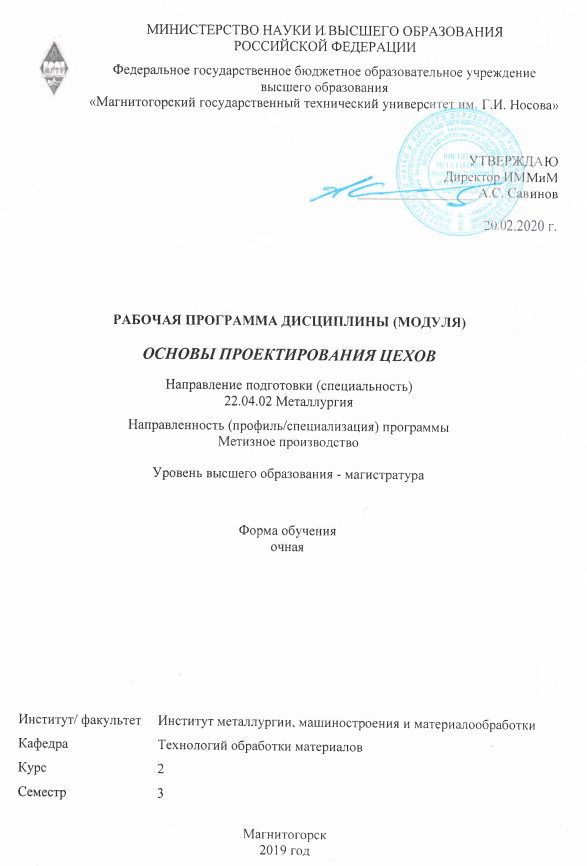 МИНИСТЕРСТВО НАУКИ И ВЫСШЕГО ОБРАЗОВАНИЯ
РОССИЙСКОЙ ФЕДЕРАЦИИ
Федеральное государственное бюджетное образовательное учреждение
высшего образования
«Магнитогорский государственный технический университет им. Г.И. Носова»
УТВЕРЖДАЮ
Директор ИММиМ
А.С. Савинов
20.02.2020 г.
РАБОЧАЯ ПРОГРАММА ДИСЦИПЛИНЫ (МОДУЛЯ)
ОСНОВЫ ПРОЕКТИРОВАНИЯ ЦЕХОВ
Направление подготовки (специальность)
22.04.02 Металлургия
Направленность (профиль/специализация) программы
Метизное производство
Уровень высшего образования - магистратура
Форма обучения
очная
Институт/ факультет Институт металлургии, машиностроения и материалообработки
Кафедра Технологий обработки материалов
Курс 2
Семестр 3
Магнитогорск
2019 год